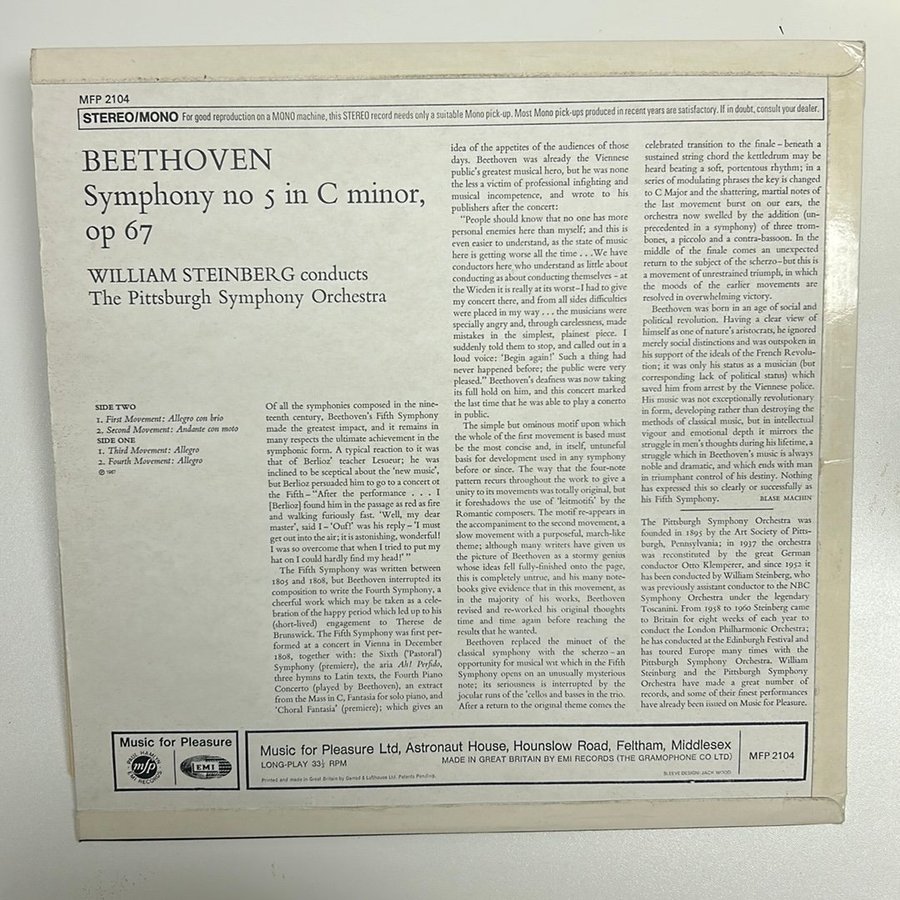 MFP 2104
STEREO/MONO For good reproduction on a MONO machine, this STEREO record needs only a suitable Mono pick-up. Most Mono pick-ups produced in recent years are satisfactory. If in doubt, consult your dealer.
BEETHOVEN
Symphony no 5 in C minor,
op 67
WILLIAM STEINBERG conducts
The Pittsburgh Symphony Orchestra
SIDE TWO
1. First Movement: Allegro con brio
2. Second Movement: Andante con moto
SIDE ONE
1. Third Movement: Allegro
2. Fourth Movement: Allegro
℗ 1967
Of all the symphonies composed in the nine-
teenth century, Beethoven's Fifth Symphony
made the greatest impact, and it remains in
many respects the ultimate achievement in the
symphonic form. A typical reaction to it was
that of Berlioz' teacher Lesueur; he was
inclined to be sceptical about the 'new music',
but Berlioz persuaded him to go to a concert of
the Fifth – "After the performance . . . I
[Berlioz] found him in the passage as red as fire
and walking furiously fast. 'Well, my dear
master', said I – 'Ouf!' was his reply – 'I must
get out into the air; it is astonishing, wonderful!
I was so overcome that when I tried to put my
hat on I could hardly find my head!' "
The Fifth Symphony was written between
1805 and 1808, but Beethoven interrupted its
composition to write the Fourth Symphony, a
cheerful work which may be taken as a cele-
bration of the happy period which led up to his
(short-lived) engagement to Therese de
Brunswick. The Fifth Symphony was first per-
formed at a concert in Vienna in December
1808, together with: the Sixth ('Pastoral')
Symphony (premiere), the aria Ah! Perfido,
three hymns to Latin texts, the Fourth Piano
Concerto (played by Beethoven), an extract
from the Mass in C, Fantasia for solo piano, and
'Choral Fantasia' (premiere); which gives an
idea of the appetites of the audiences of those
days. Beethoven was already the Viennese
public's greatest musical hero, but he was none
the less a victim of professional infighting and
musical incompetence, and wrote to his
publishers after the concert:
"People should know that no one has more
personal enemies here than myself; and this is
even easier to understand, as the state of music
here is getting worse all the time . . . We have
conductors here who understand as little about
conducting as about conducting themselves – at
the Wieden it is really at its worst – I had to give
my concert there, and from all sides difficulties
were placed in my way . . . the musicians were
specially angry and, through carelessness, made
mistakes in the simplest, plainest piece. I
suddenly told them to stop, and called out in a
loud voice: 'Begin again!' Such a thing had
never happened before; the public were very
pleased." Beethoven's deafness was now taking
its full hold on him, and this concert marked
the last time that he was able to play a conerto
in public.
The simple but ominous motif upon which
the whole of the first movement is based must
be the most concise and, in itself, untuneful
basis for development used in any symphony
before or since. The way that the four-note
pattern recurs throughout the work to give a
unity to its movements was totally original, but
it foreshadows the use of 'leitmotifs' by the
Romantic composers. The motif re-appears in
the accompaniment to the second movement, a
slow movement with a purposeful, march-like
theme; although many writers have given us
the picture of Beethoven as a stormy genius
whose ideas fell fully-finished onto the page,
this is completely untrue, and his many note-
books give evidence that in this movement, as
in the majority of his works, Beethoven
revised and re-worked his original thoughts
time and time again before reaching the
results that he wanted.
Beethoven replaced the minuet of the
classical symphony with the scherzo – an
opportunity for musical wit which in the Fifth
Symphony opens on an unusually mysterious
note; its seriousness is interrupted by the
jocular runs of the 'cellos and basses in the trio.
After a return to the original theme comes the
celebrated transition to the finale – beneath a
sustained string chord the kettledrum may be
heard beating a soft, portentous rhythm; in a
series of modulating phrases the key is changed
to C Major and the shattering, martial notes of
the last movement burst on our ears, the
orchestra now swelled by the addition (un-
precedented in a symphony) of three trom-
bones, a piccolo and a contra-bassoon. In the
middle of the finale comes an unexpected
return to the subject of the scherzo – but this is
a movement of unrestrained triumph, in which
the moods of the earlier movements are
resolved in overwhelming victory.
Beethoven was born in an age of social and
political revolution. Having a clear view of
himself as one of nature's aristocrats, he ignored
merely social distinctions and was outspoken in
his support of the ideals of the French Revolu-
tion; it was only his status as a musician (but
corresponding lack of political status) which
saved him from arrest by the Viennese police.
His music was not exceptionally revolutionary
in form, developing rather than destroying the
methods of classical music, but in intellectual
vigour and emotional depth it mirrors the
struggle in men's thoughts during his lifetime, a
struggle which in Beethoven's music is always
noble and dramatic, and which ends with man
in triumphant control of his destiny. Nothing
has expressed this so clearly or successfully as
his Fifth Symphony. BLASE MACHIN
The Pittsburgh Symphony Orchestra was
founded in 1895 by the Art Society of Pitts-
burgh, Pennsylvania; in 1937 the orchestra
was reconstituted by the great German
conductor Otto Klemperer, and since 1952 it
has been conducted by William Steinberg, who
was previously assistant conductor to the NBC
Symphony Orchestra under the legendary
Toscanini. From 1958 to 1960 Steinberg came
to Britain for eight weeks of each year to
conduct the London Philharmonic Orchestra;
he has conducted at the Edinburgh Festival and
has toured Europe many times with the
Pittsburgh Symphony Orchestra. William
Steinberg and the Pittsburgh Symphony
Orchestra have made a great number of
records, and some of their finest performances
have already been issued on Music for Pleasure.
Music for Pleasure
PAUL HAMLYN
mfp
EMI RECORDS
EMI
Music for Pleasure Ltd, Astronaut House, Hounslow Road, Feltham, Middlesex
LONG-PLAY 33⅓ RPM
MADE IN GREAT BRITAIN BY EMI RECORDS (THE GRAMOPHONE CO LTD)
MFP 2104
Printed and made in Great Britain by Garrod & Lofthouse Ltd. Patents Pending.
SLEEVE DESIGN: JACK WOOD